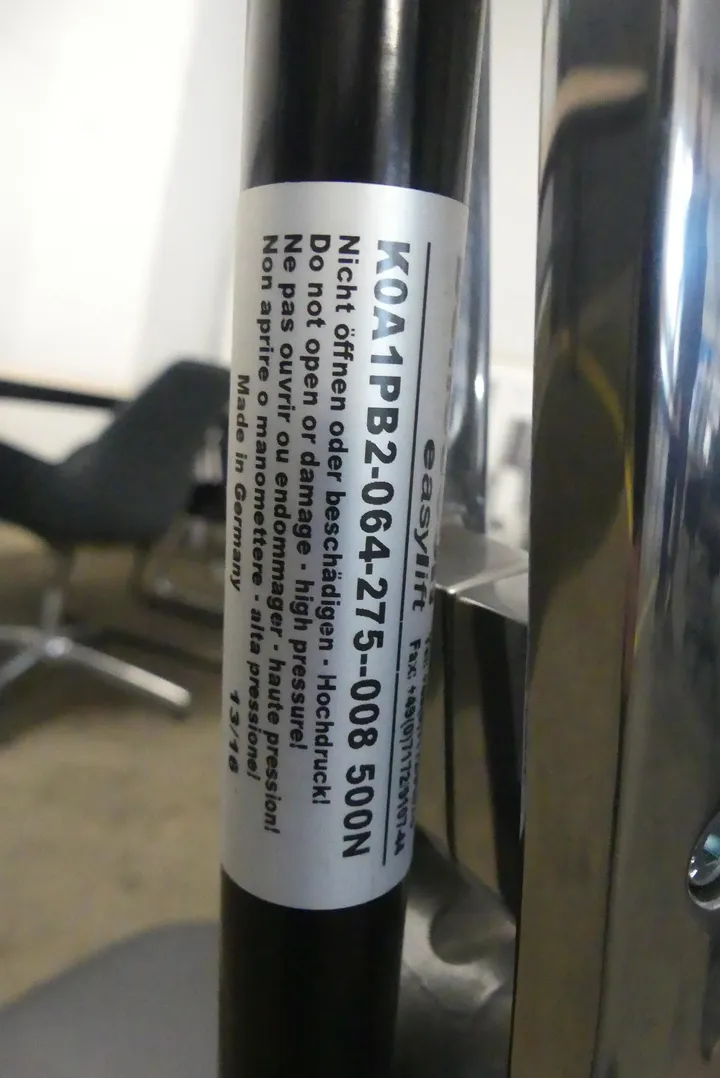 easylift
Fax: +49(0)7172/9107-44
K0A1PB2-064-275--008 500N
Nicht öffnen oder beschädigen - Hochdruck!
Do not open or damage - high pressure!
Ne pas ouvrir ou endommager - haute pression!
Non aprire o manomettere - alta pressione!
Made in Germany 13/16